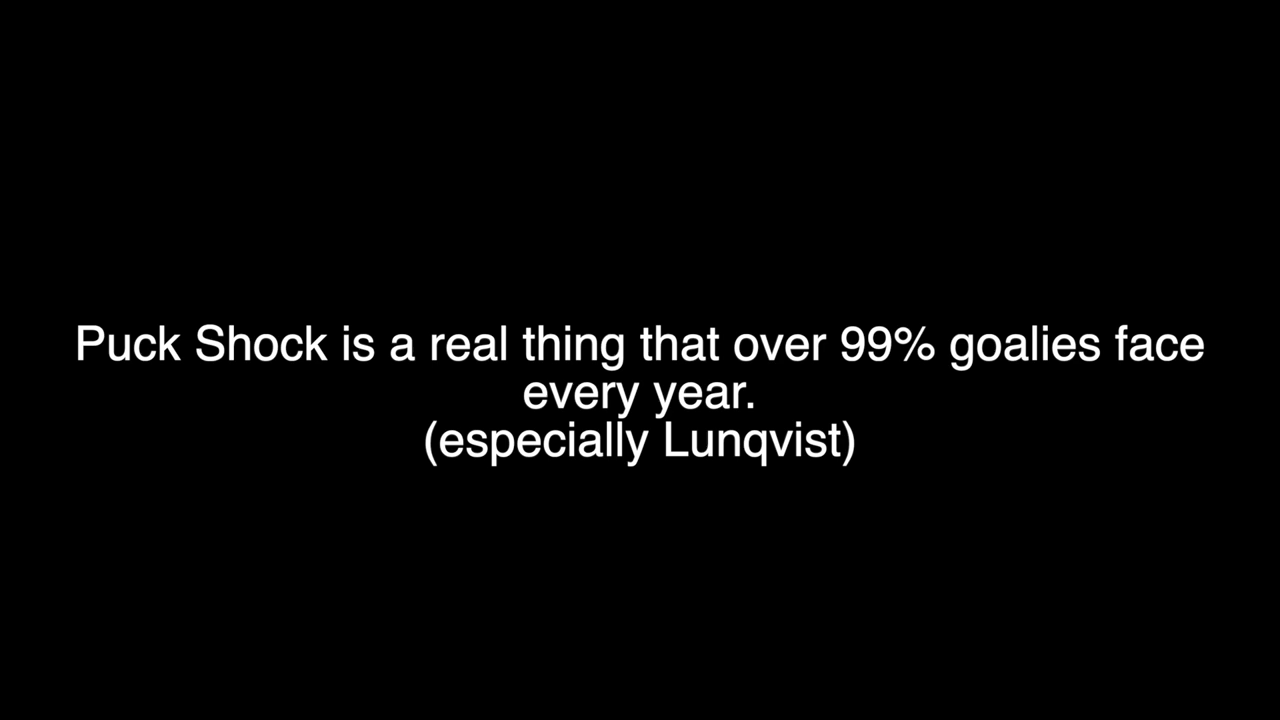 Puck Shock is a real thing that over 99% goalies face
every year.
(especially Lunqvist)